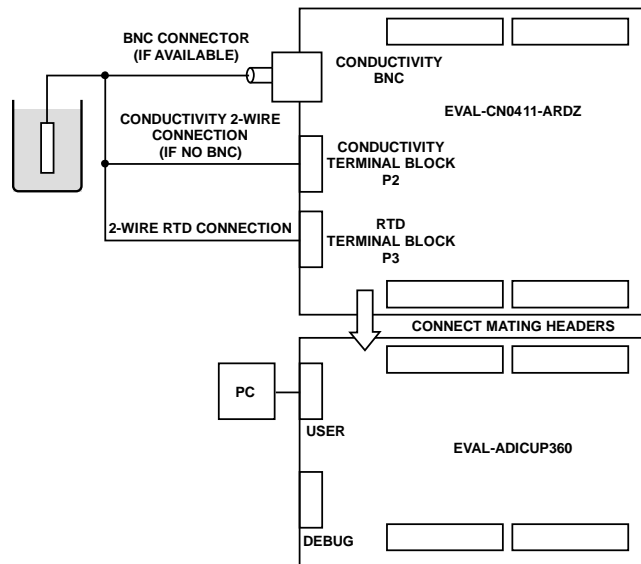 BNC CONNECTOR
(IF AVAILABLE)
CONDUCTIVITY
BNC
EVAL-CN0411-ARDZ
CONDUCTIVITY 2-WIRE
CONNECTION
(IF NO BNC)
CONDUCTIVITY
TERMINAL BLOCK
P2
2-WIRE RTD CONNECTION
RTD
TERMINAL BLOCK
P3
CONNECT MATING HEADERS
PC
USER
EVAL-ADICUP360
DEBUG